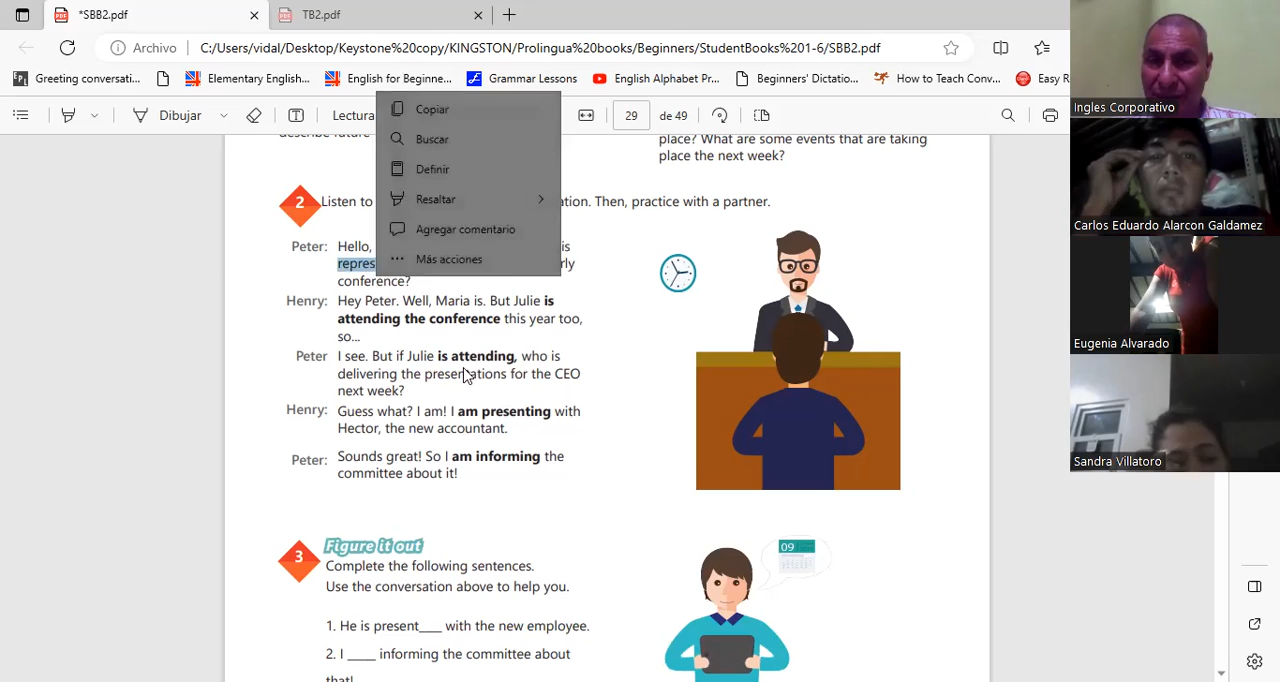 *SBB2.pdf
TB2.pdf
Archivo
C:/Users/vidal/Desktop/Keystone%20copy/KINGSTON/Prolingua%20books/Beginners/StudentBooks%201-6/SBB2.pdf
Greeting conversati...
Elementary English...
English for Beginne...
Grammar Lessons
English Alphabet Pr...
Beginners' Dictatio...
How to Teach Conv...
Easy R
Dibujar
Lectura
29
de 49
Copiar
Buscar
Definir
Resaltar
Agregar comentario
Más acciones
place? What are some events that are taking
place the next week?
2
Listen to
ation. Then, practice with a partner.
Peter:
Hello,
is
repres
rly
conference?
Henry:
Hey Peter. Well, Maria is. But Julie is
attending the conference this year too,
so...
Peter
I see. But if Julie is attending, who is
delivering the presentations for the CEO
next week?
Henry:
Guess what? I am! I am presenting with
Hector, the new accountant.
Peter:
Sounds great! So I am informing the
committee about it!
3
Figure it out
Complete the following sentences.
Use the conversation above to help you.
1. He is present___ with the new employee.
2. I ____ informing the committee about
that!
09
Ingles Corporativo
Carlos Eduardo Alarcon Galdamez
Eugenia Alvarado
Sandra Villatoro